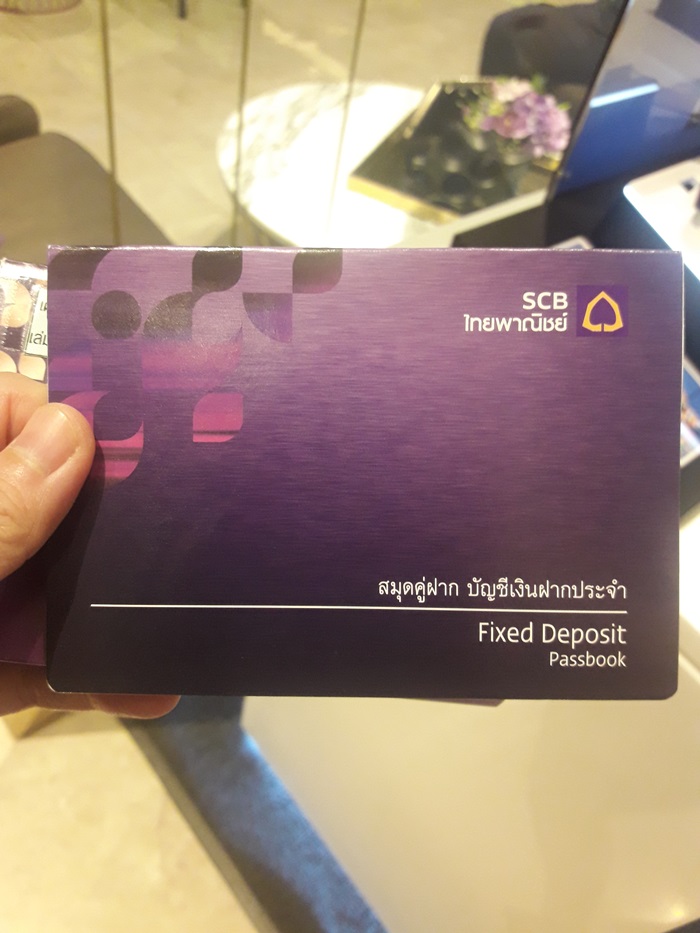 SCB
ไทยพาณิชย์
สมุดคู่ฝาก บัญชีเงินฝากประจำ
Fixed Deposit
Passbook